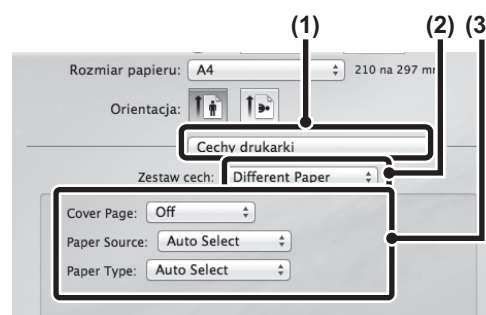 (1) (2) (3
Rozmiar papieru: A4 210 na 297 mm
Orientacja:
Cechy drukarki
Zestaw cech: Different Paper
Cover Page: Off
Paper Source: Auto Select
Paper Type: Auto Select